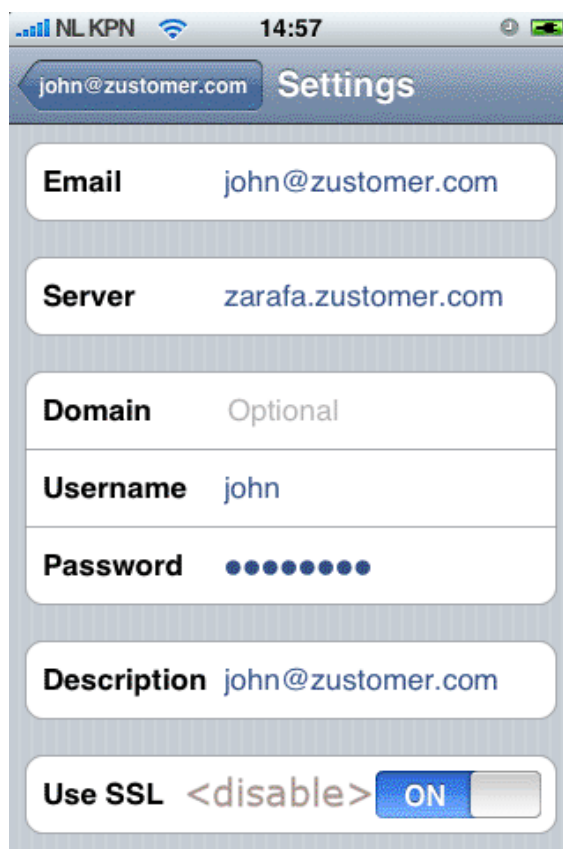 NL KPN 14:57
john@zustomer.com Settings
Email john@zustomer.com
Server zarafa.zustomer.com
Domain Optional
Username john
Password ●●●●●●●●
Description john@zustomer.com
Use SSL <disable> ON